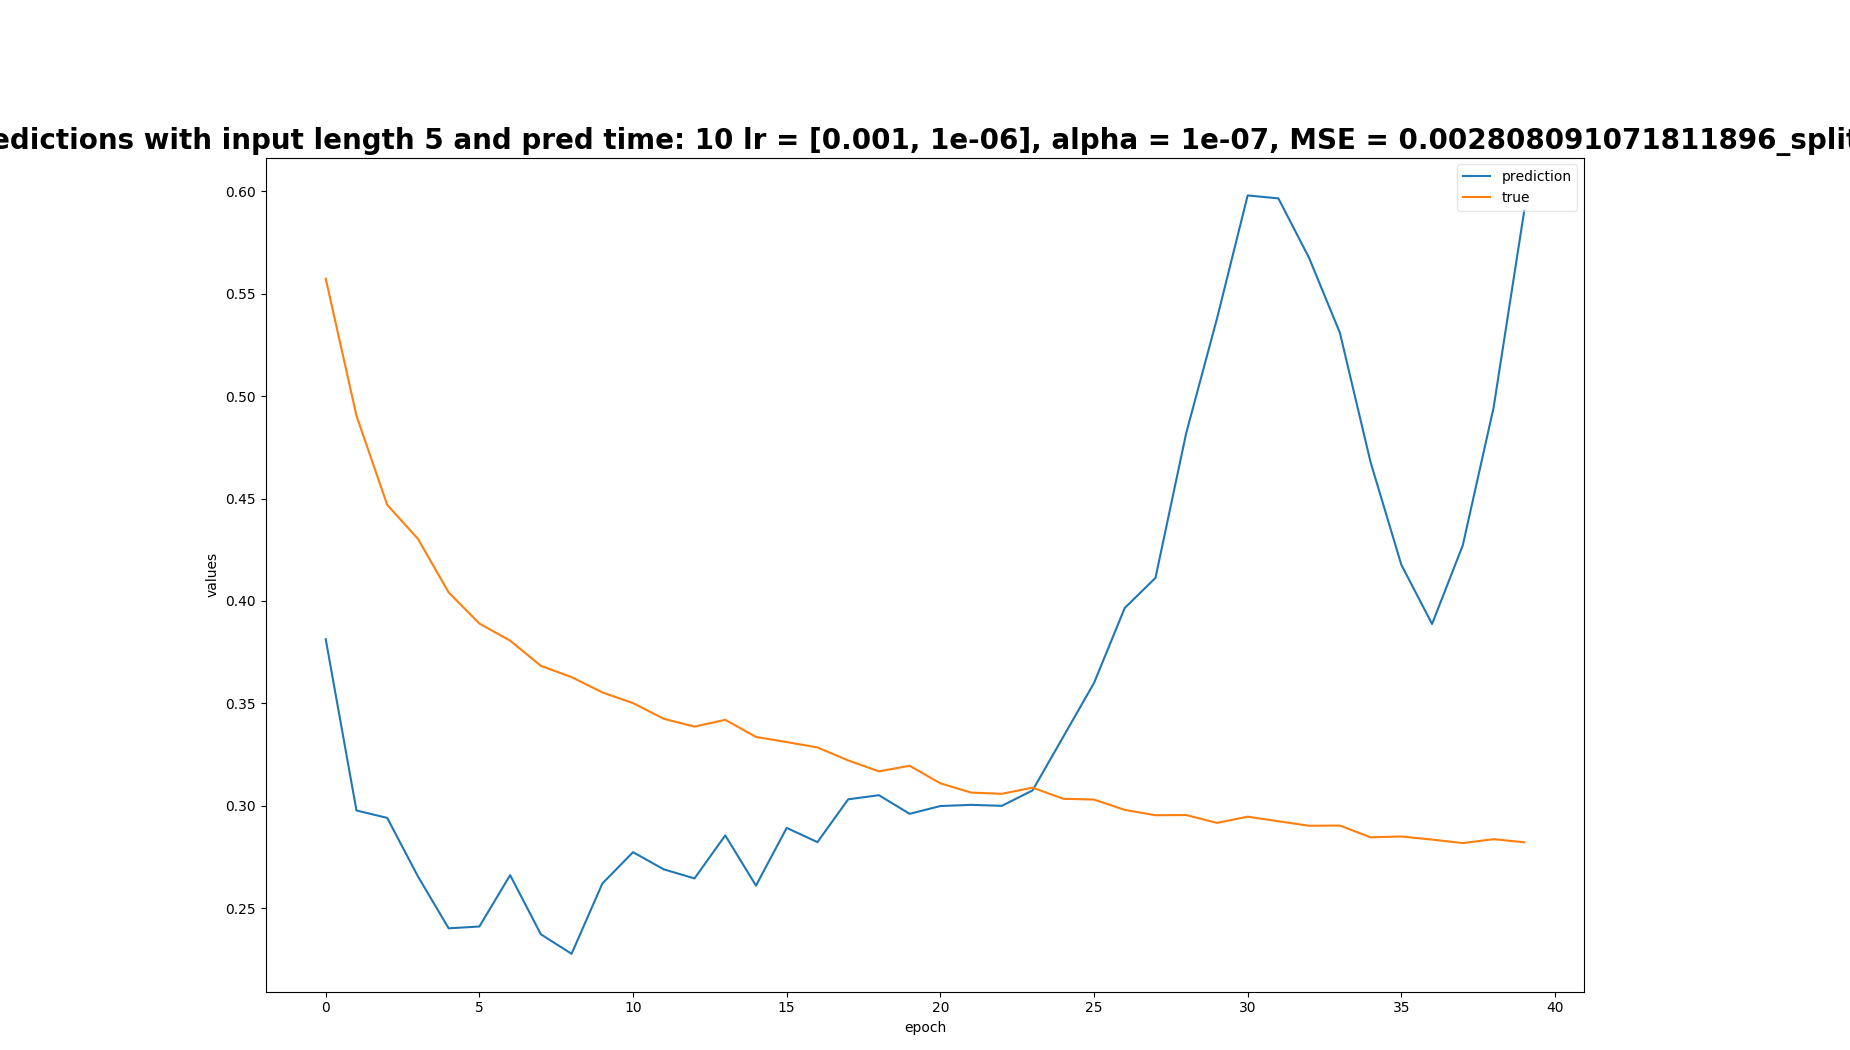 edictions with input length 5 and pred time: 10 lr = [0.001, 1e-06], alpha = 1e-07, MSE = 0.002808091071811896_split
prediction
true
0.60
0.55
0.50
0.45
0.40
0.35
0.30
0.25
values
0 5 10 15 20 25 30 35 40
epoch